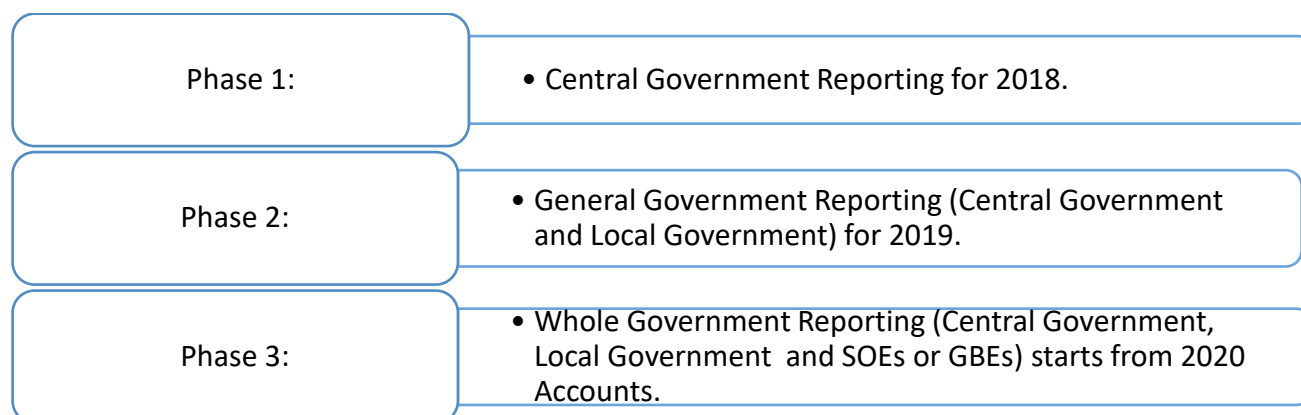 Phase 1:
• Central Government Reporting for 2018.
Phase 2:
• General Government Reporting (Central Government
and Local Government) for 2019.
Phase 3:
• Whole Government Reporting (Central Government,
Local Government and SOEs or GBEs) starts from 2020
Accounts.